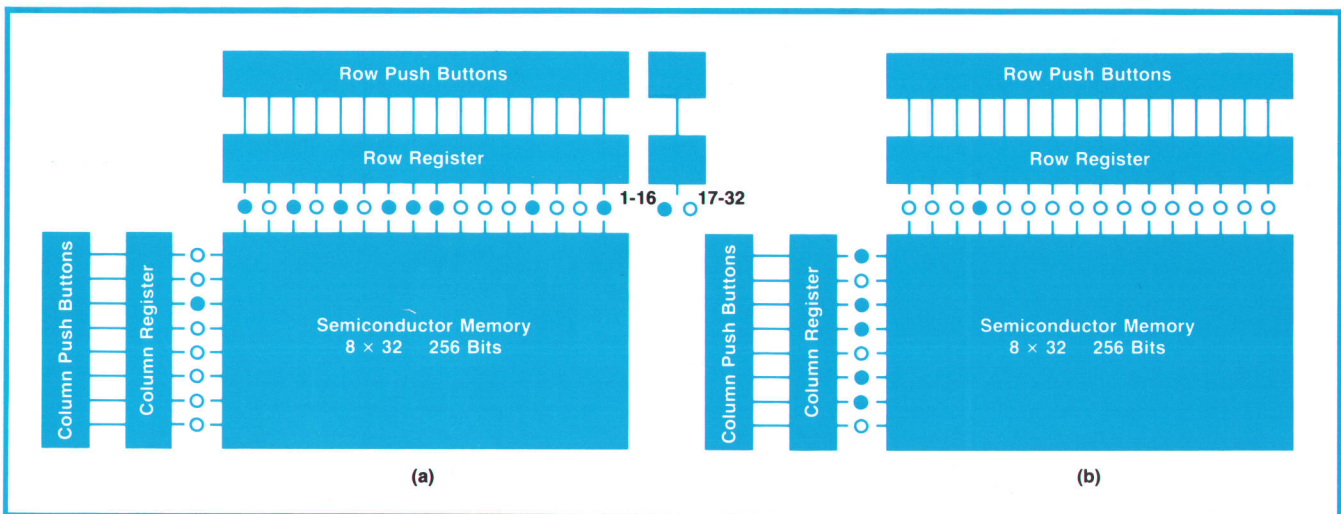 Row Push Buttons
Row Register
1-16
17-32
Column Push Buttons
Column Register
Semiconductor Memory
8 × 32 256 Bits
(a)
Row Push Buttons
Row Register
Column Push Buttons
Column Register
Semiconductor Memory
8 × 32 256 Bits
(b)